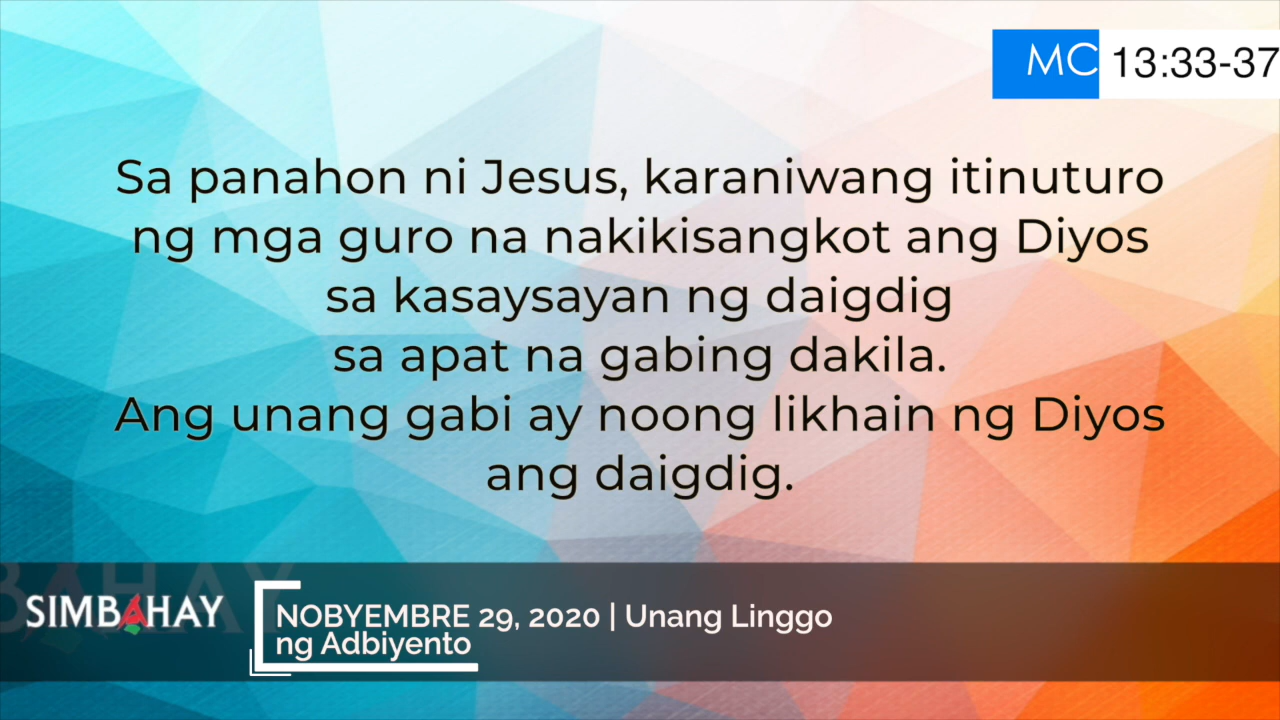 MC 13:33-37
Sa panahon ni Jesus, karaniwang itinuturo
ng mga guro na nakikisangkot ang Diyos
sa kasaysayan ng daigdig
sa apat na gabing dakila.
Ang unang gabi ay noong likhain ng Diyos
ang daigdig.
SIMBAHAY
NOBYEMBRE 29, 2020 | Unang Linggo
ng Adbiyento